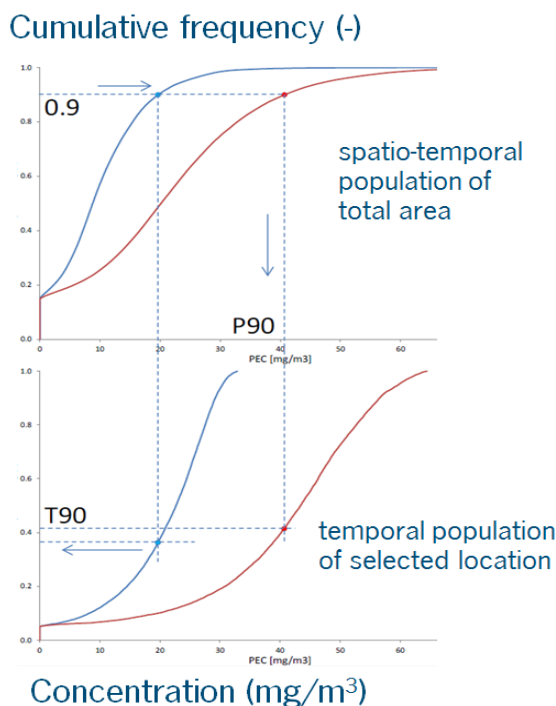 Cumulative frequency (-)
1.0
0.9
0.8
0.6
0.4
0.2
0.0
spatio-temporal
population of
total area
P90
0 10 20 30 40 50 60
PEC [mg/m3]
1.0
0.8
0.6
T90
0.4
0.2
0.0
temporal population
of selected location
0 10 20 30 40 50 60
PEC [mg/m3]
Concentration (mg/m³)